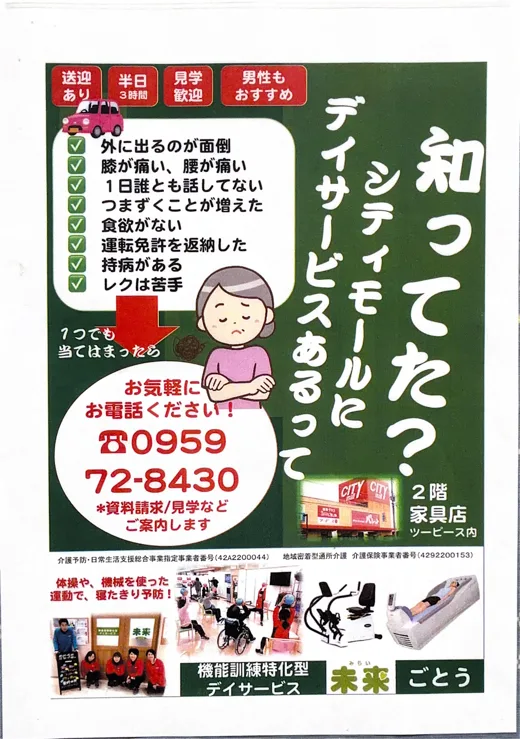 送迎
あり
半日
3時間
見学
歓迎
男性も
おすすめ
知ってた?
シティモールに
デイサービスあるって
外に出るのが面倒
膝が痛い、腰が痛い
1日誰とも話してない
つまずくことが増えた
食欲がない
運転免許を返納した
持病がある
レクは苦手
1つでも
当てはまったら
お気軽に
お電話ください!
☎0959
72-8430
*資料請求/見学など
ご案内します
CITY
CITY
2階
家具店
ツーピース内
介護予防・日常生活支援総合事業指定事業者番号(42A2200044)
地域密着型通所介護 介護保険事業者番号(4292200153)
体操や、機械を使った
運動で、寝たきり予防!
未来
機能訓練特化型
デイサービス
みらい
未来
ごとう